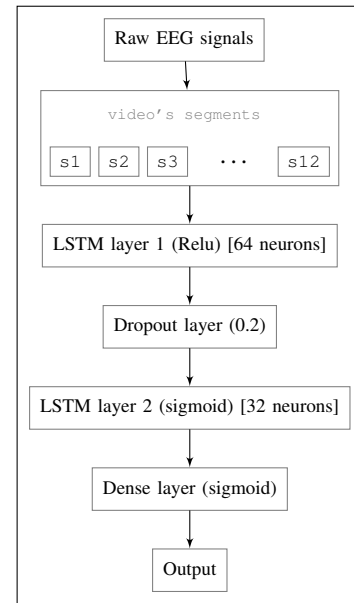 Raw EEG signals
video's segments
s1 s2 s3 ... s12
LSTM layer 1 (Relu) [64 neurons]
Dropout layer (0.2)
LSTM layer 2 (sigmoid) [32 neurons]
Dense layer (sigmoid)
Output